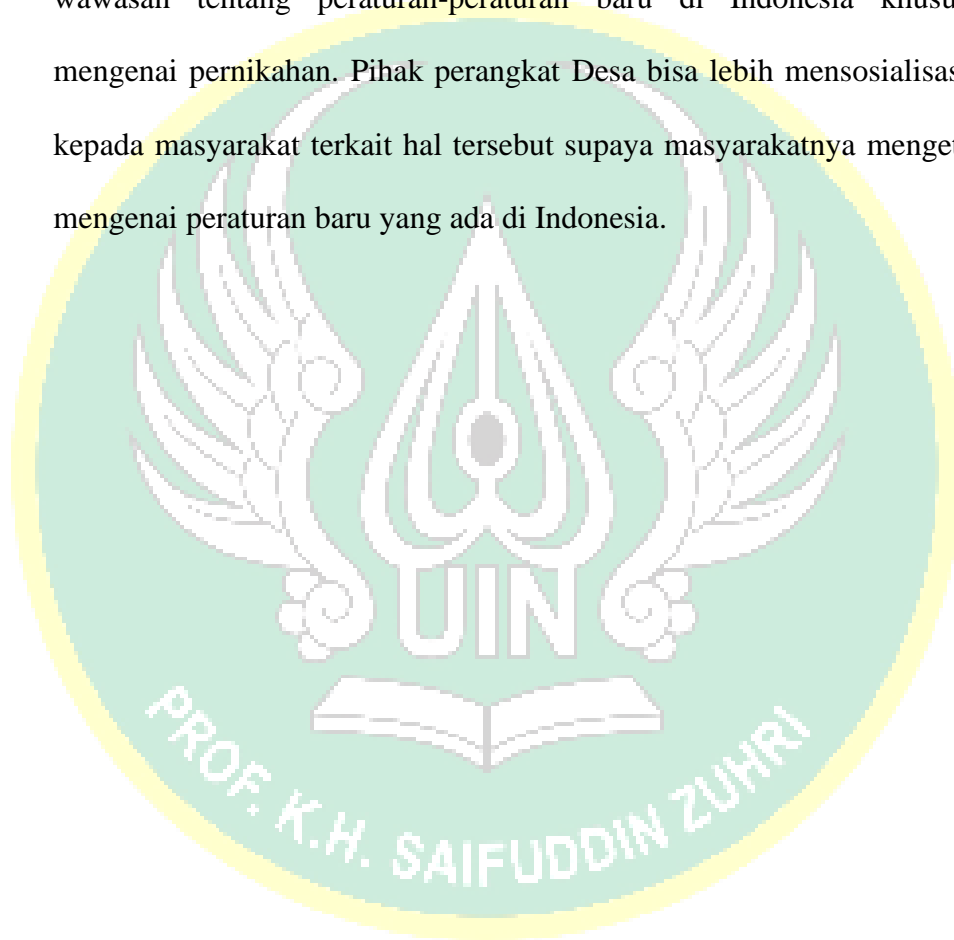 wawasan tentang peraturan-peraturan baru di Indonesia khusu
mengenai pernikahan. Pihak perangkat Desa bisa lebih mensosialisas
kepada masyarakat terkait hal tersebut supaya masyarakatnya menget
mengenai peraturan baru yang ada di Indonesia.
UIN
PROF. K.H. SAIFUDDIN ZUHRI